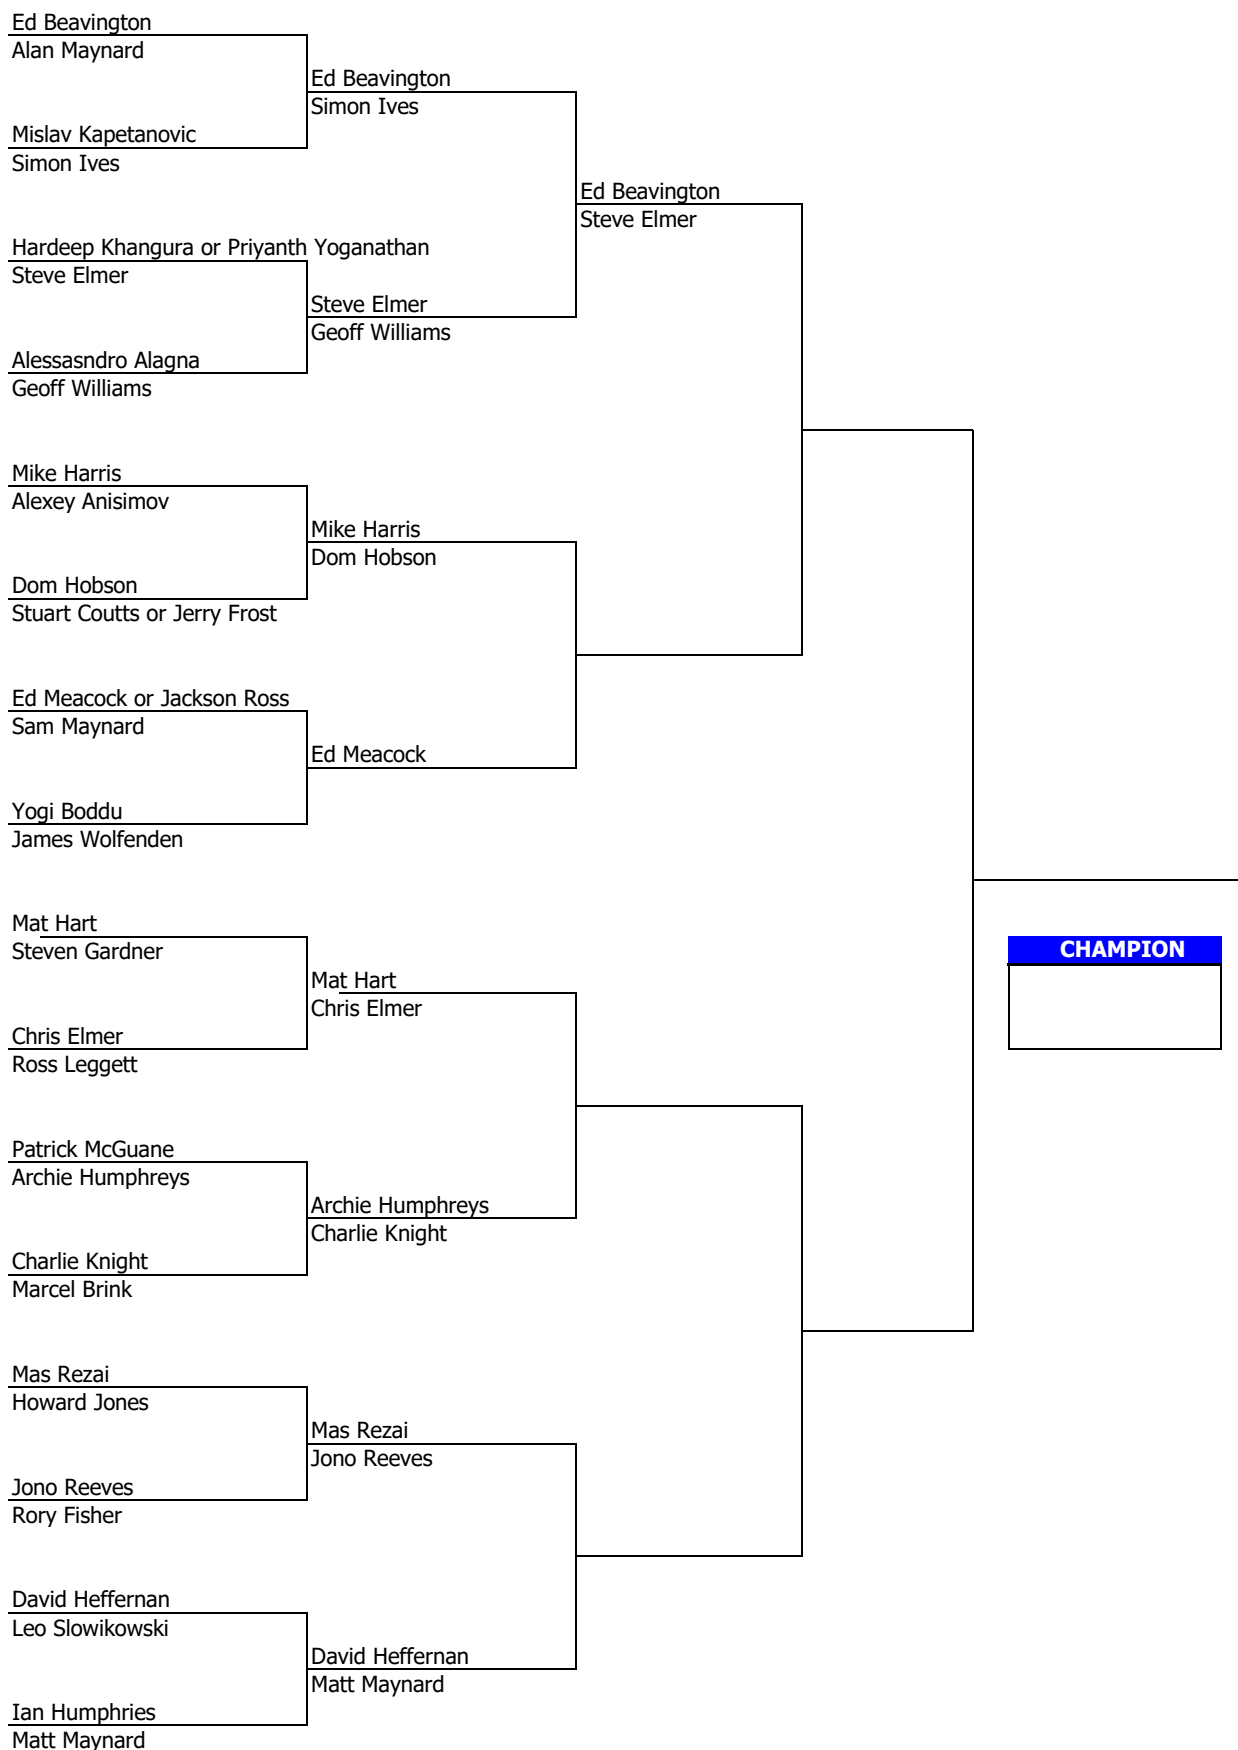 Ed Beavington
Alan Maynard
Ed Beavington
Simon Ives
Mislav Kapetanovic
Simon Ives
Ed Beavington
Steve Elmer
Hardeep Khangura or Priyanth Yoganathan
Steve Elmer
Steve Elmer
Geoff Williams
Alessasndro Alagna
Geoff Williams
Mike Harris
Alexey Anisimov
Mike Harris
Dom Hobson
Dom Hobson
Stuart Coutts or Jerry Frost
Ed Meacock or Jackson Ross
Sam Maynard
Ed Meacock
Yogi Boddu
James Wolfenden
Mat Hart
Steven Gardner
CHAMPION
Mat Hart
Chris Elmer
Chris Elmer
Ross Leggett
Patrick McGuane
Archie Humphreys
Archie Humphreys
Charlie Knight
Charlie Knight
Marcel Brink
Mas Rezai
Howard Jones
Mas Rezai
Jono Reeves
Jono Reeves
Rory Fisher
David Heffernan
Leo Slowikowski
David Heffernan
Matt Maynard
Ian Humphries
Matt Maynard